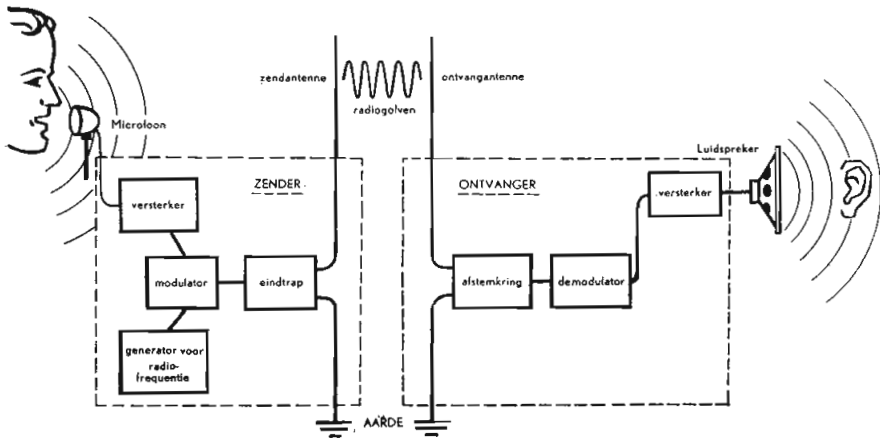 zendantenne
radiogolven
ontvangantenne
Microfoon
Luidspreker
ZENDER
ONTVANGER
versterker
versterker
modulator
eindtrap
afstemkring
demodulator
generator voor
radio-
frequentie
AARDE